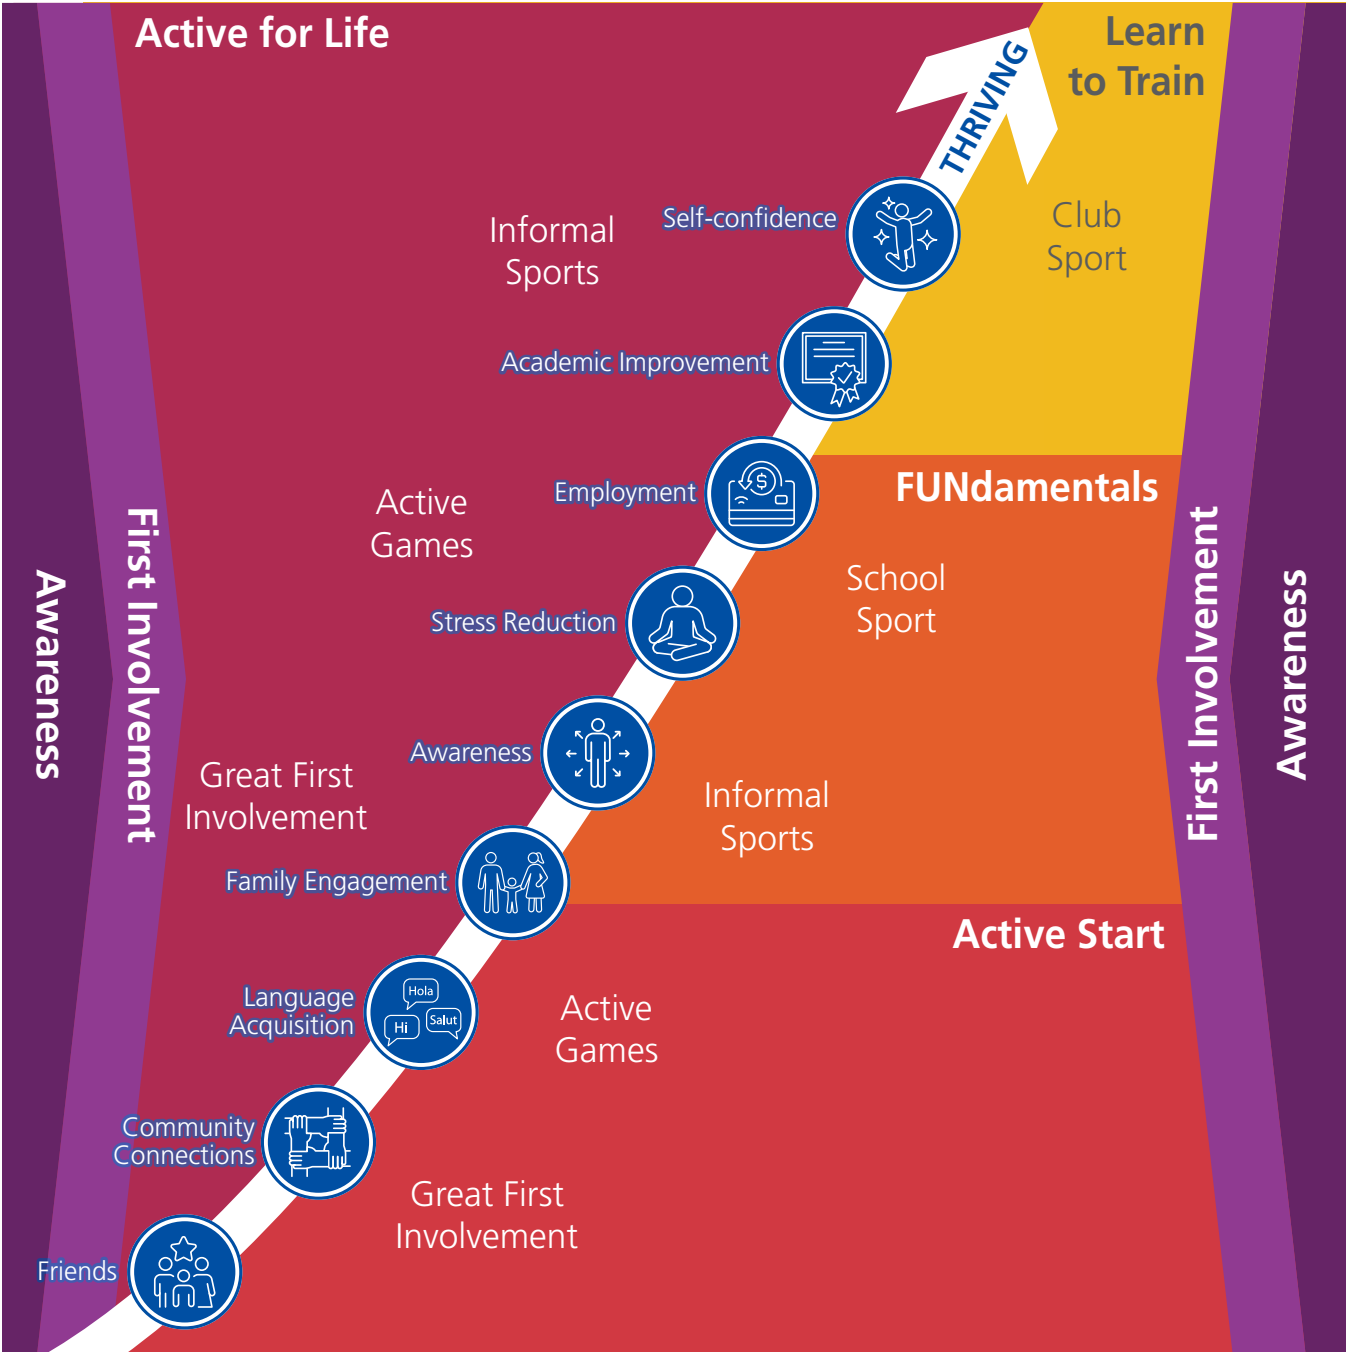 Active for Life
Learn
to Train
THRIVING
Self-confidence
Informal
Sports
Club
Sport
Academic Improvement
Employment
$
FUNdamentals
Active
Games
School
Sport
Stress Reduction
First Involvement
Awareness
First Involvement
Awareness
Awareness
Great First
Involvement
Informal
Sports
Family Engagement
Active Start
Language
Acquisition
Hola
Hi
Salut
Active
Games
Community
Connections
Great First
Involvement
Friends